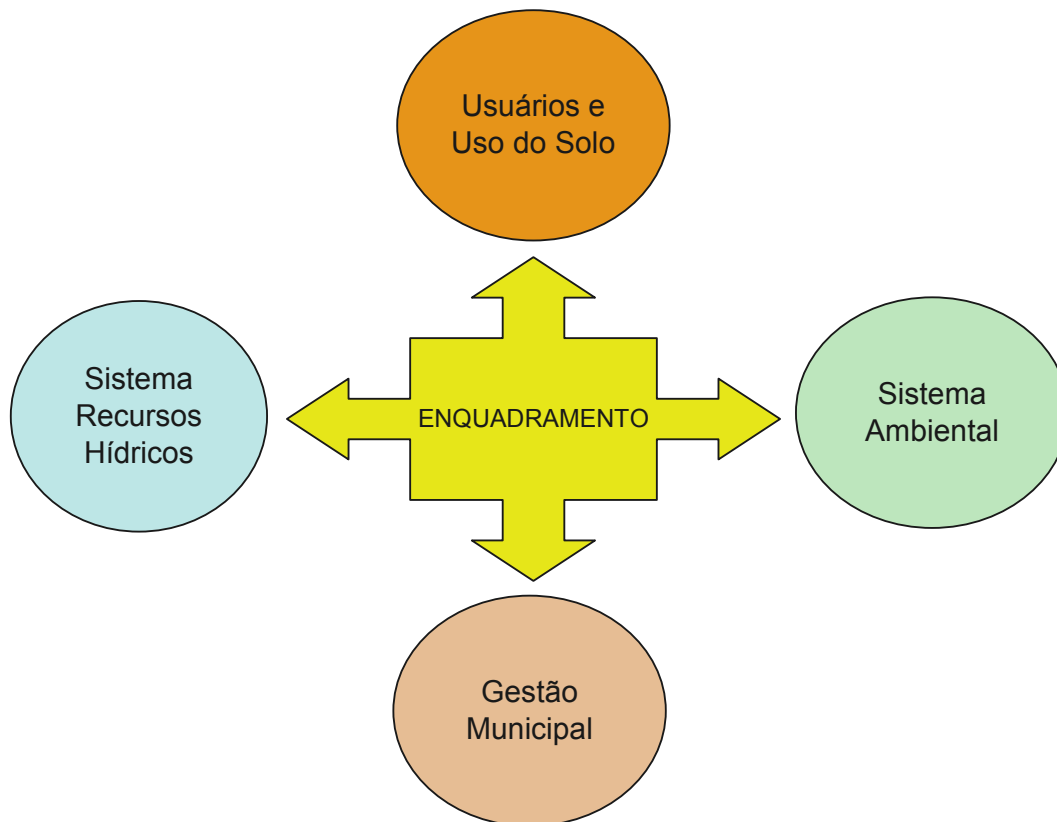 Usuários e
Uso do Solo
Sistema
Recursos
Hídricos
ENQUADRAMENTO
Sistema
Ambiental
Gestão
Municipal